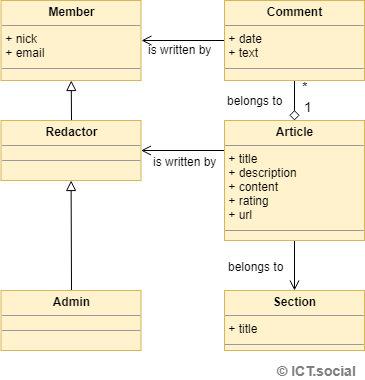 Member
+ nick
+ email
is written by
Comment
+ date
+ text
*
belongs to
1
Redactor
is written by
Article
+ title
+ description
+ content
+ rating
+ url
belongs to
Admin
Section
+ title
© ICT.social